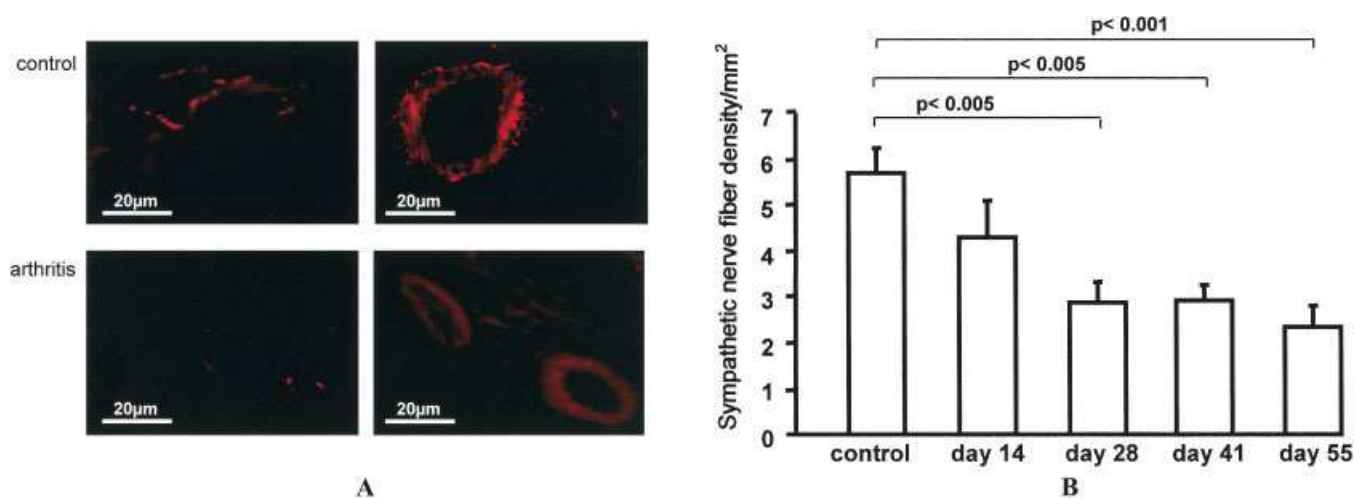 control
20μm
20μm
arthritis
20μm
20μm
A
p< 0.001
p< 0.005
p< 0.005
Sympathetic nerve fiber density/mm²
7
6
5
4
3
2
1
0
control day 14 day 28 day 41 day 55
B